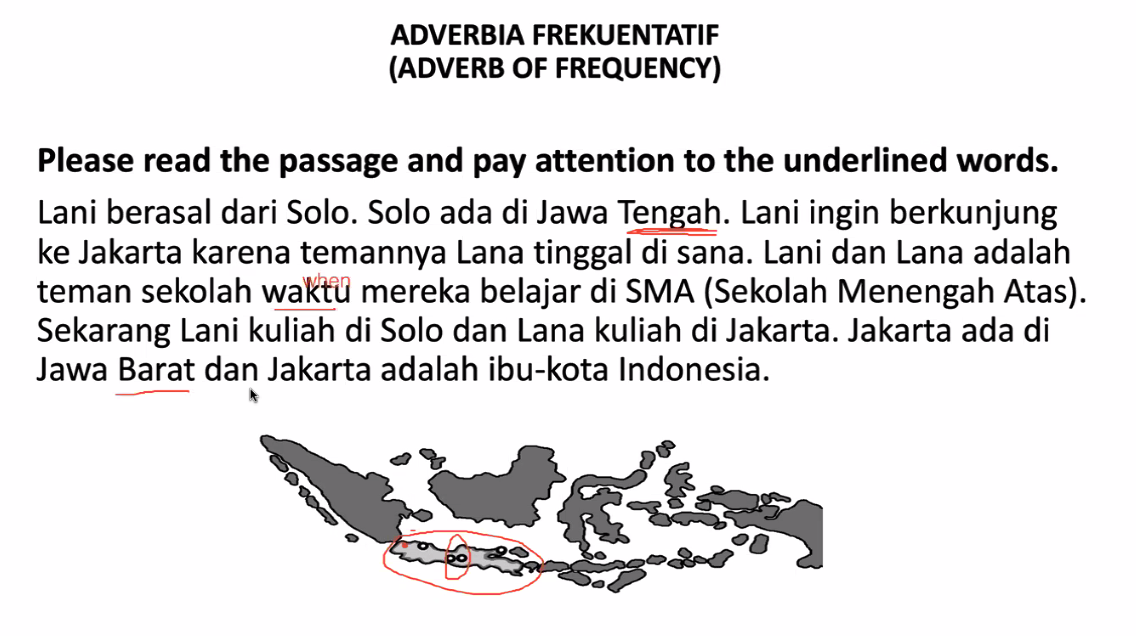 ADVERBIA FREKUENTATIF
(ADVERB OF FREQUENCY)
Please read the passage and pay attention to the underlined words.
Lani berasal dari Solo. Solo ada di Jawa Tengah. Lani ingin berkunjung
ke Jakarta karena temannya Lana tinggal di sana. Lani dan Lana adalah
when
teman sekolah waktu mereka belajar di SMA (Sekolah Menengah Atas).
Sekarang Lani kuliah di Solo dan Lana kuliah di Jakarta. Jakarta ada di
Jawa Barat dan Jakarta adalah ibu-kota Indonesia.